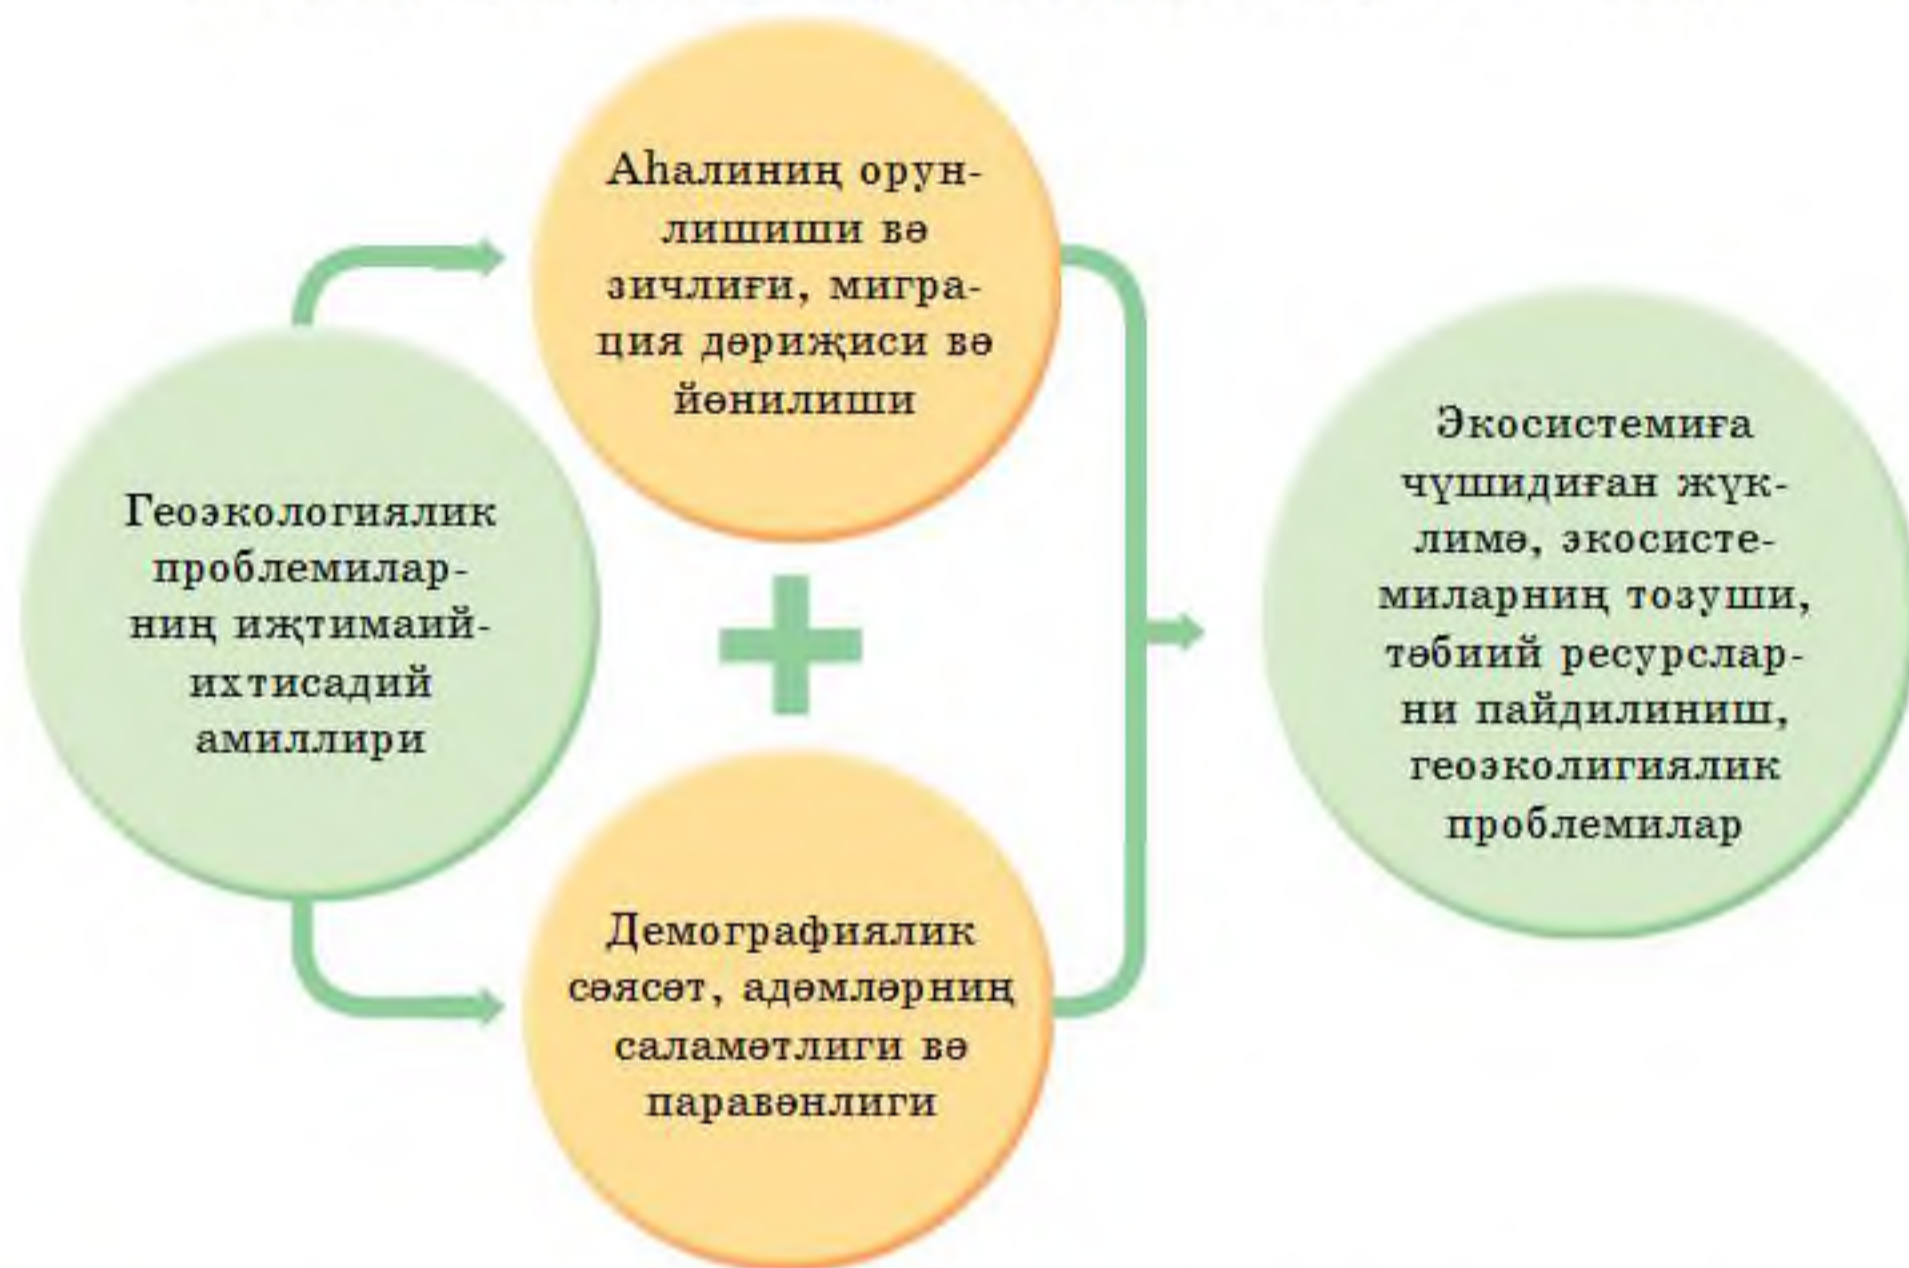 Геоэкологиялик
проблемилар-
ниң иҗтимаий-
ихтисадий
амиллири
Аһалиниң орун-
лишиши вә
зичлиғи, мигра-
ция дәриҗиси вә
йөнилиши
Демографиялик
сәясәт, адәмләрниң
саламәтлиги вә
паравәнлиги
Экосистемиға
чүшидиған жүк-
лимә, экосисте-
миларниң тозуши,
тәбиий ресурслар-
ни пайдилиниш,
геоэколигиялик
проблемилар